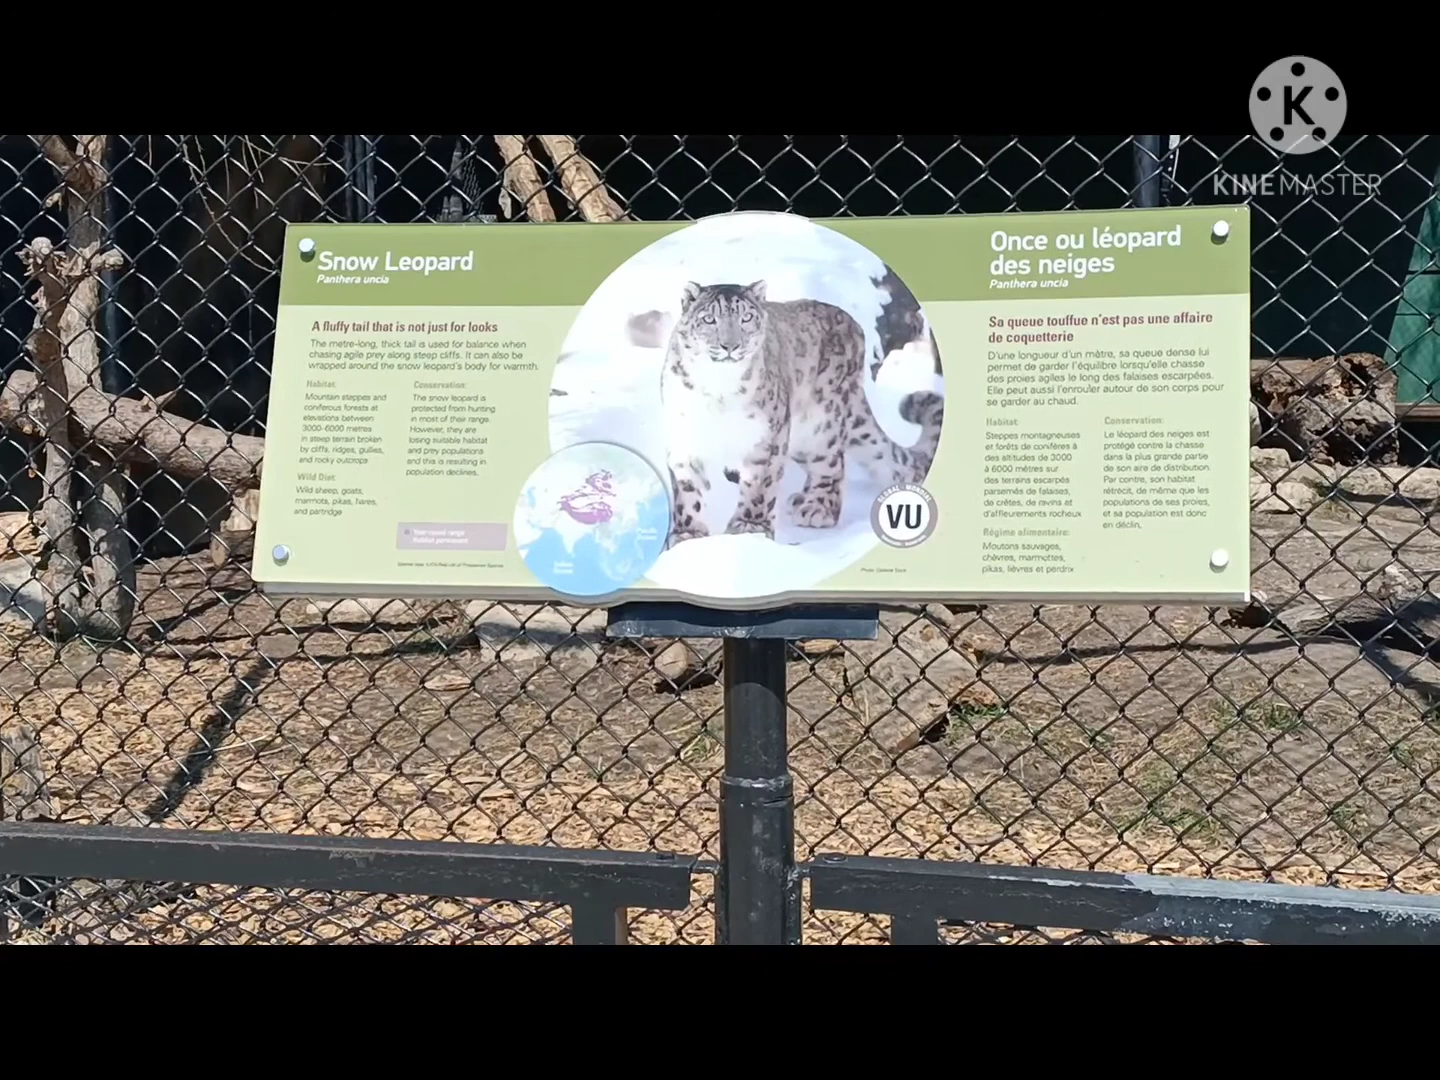 K
KINEMASTER
Snow Leopard
Panthera uncia
A fluffy tail that is not just for looks
The metre-long, thick tail is used for balance when
chasing agile prey along steep cliffs. It can also be
wrapped around the snow leopard's body for warmth.
Habitat:
Mountain steppes and
coniferous forests at
elevations between
3000-6000 metres
in steep terrain broken
by cliffs, ridges, gullies,
and rocky outcrops
Wild Diet:
Wild sheep, goats,
marmots, pikas, hares,
and partridge
Conservation:
The snow leopard is
protected from hunting
in most of their range.
However, they are
losing suitable habitat
and prey populations
and this is resulting in
population declines.
Year-round range
Habitat permanent
VU
Once ou léopard
des neiges
Panthera uncia
Sa queue touffue n'est pas une affaire
de coquetterie
D'une longueur d'un mètre, sa queue dense lui
permet de garder l'équilibre lorsqu'elle chasse
des proies agiles le long des falaises escarpées.
Elle peut aussi l'enrouler autour de son corps pour
se garder au chaud.
Habitat:
Steppes montagneuses
et forêts de conifères à
des altitudes de 3000
à 6000 mètres sur
des terrains escarpés
parsemés de falaises,
de crêtes, de ravins et
d'affleurements rocheux
Régime alimentaire:
Moutons sauvages,
chèvres, marmottes,
pikas, lièvres et perdrix
Conservation:
Le léopard des neiges est
protégé contre la chasse
dans la plus grande partie
de son aire de distribution
Par contre, son habitat
rétrécit, de même que les
populations de ses proies,
et sa population est donc
en déclin.